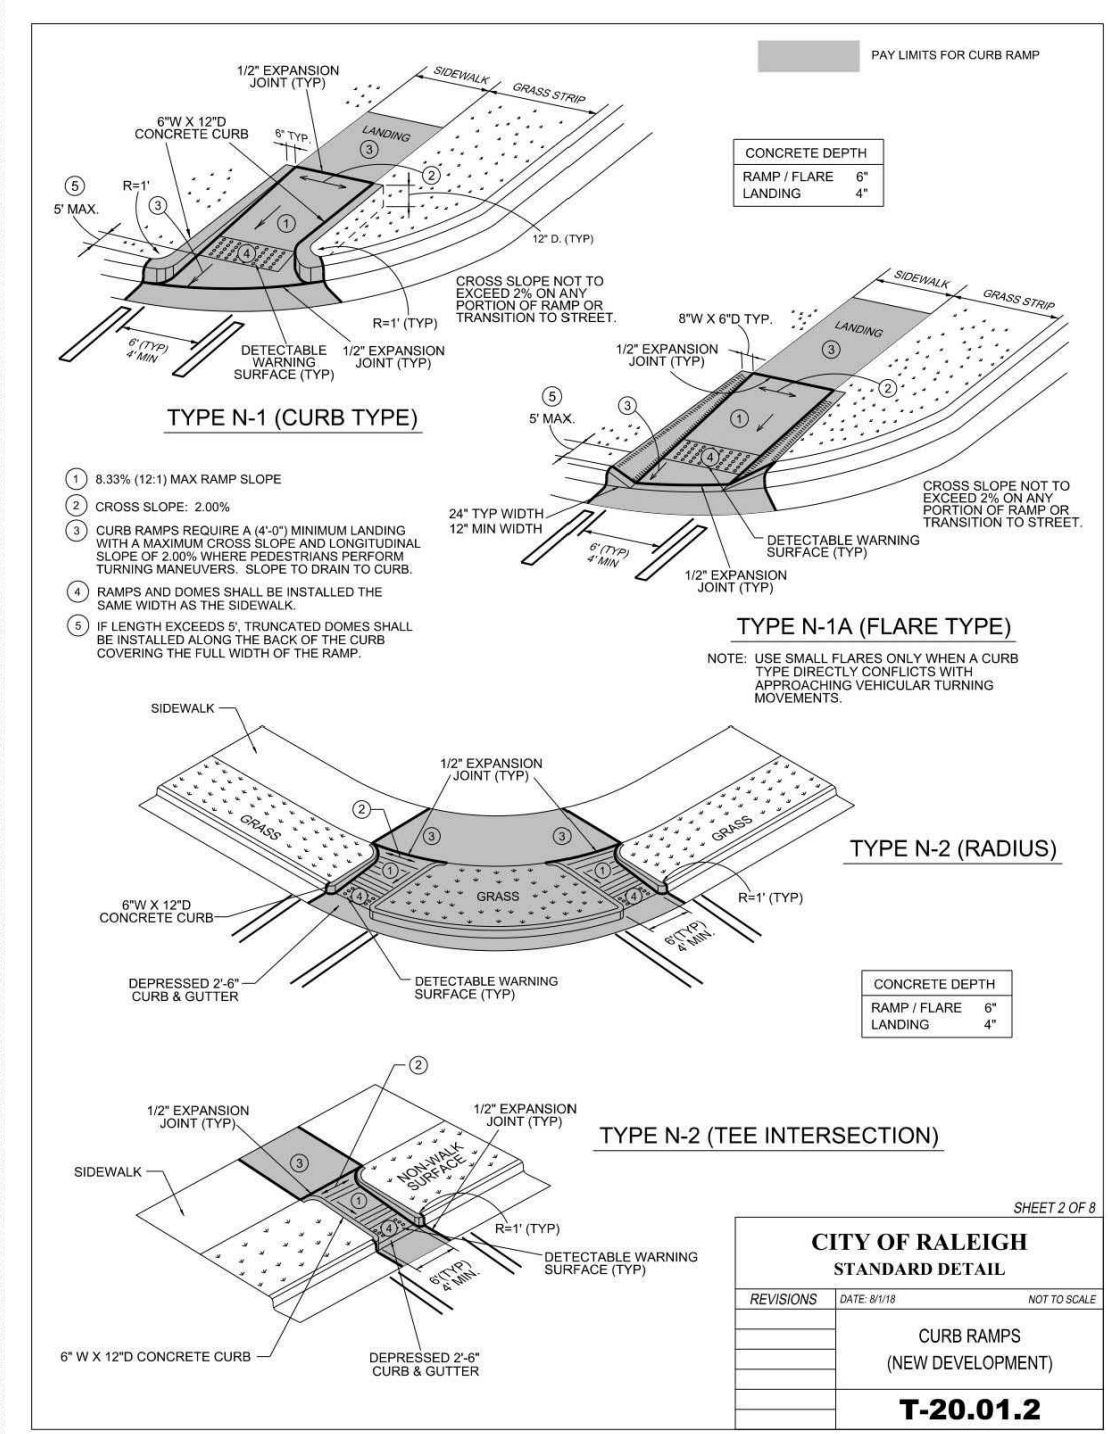 PAY LIMITS FOR CURB RAMP
CONCRETE DEPTH
RAMP / FLARE 6"
LANDING 4"
1/2" EXPANSION
JOINT (TYP)
SIDEWALK
GRASS STRIP
6"W X 12"D
CONCRETE CURB
6" TYP.
LANDING
3
2
5
5' MAX.
R=1'
3
1
4
12" D. (TYP)
CROSS SLOPE NOT TO
EXCEED 2% ON ANY
PORTION OF RAMP OR
TRANSITION TO STREET.
R=1' (TYP)
6' (TYP)
4' MIN
DETECTABLE
WARNING
SURFACE (TYP)
1/2" EXPANSION
JOINT (TYP)
TYPE N-1 (CURB TYPE)
SIDEWALK
GRASS STRIP
8"W X 6"D TYP.
LANDING
1/2" EXPANSION
JOINT (TYP)
3
2
5
5' MAX.
3
1
4
CROSS SLOPE NOT TO
EXCEED 2% ON ANY
PORTION OF RAMP OR
TRANSITION TO STREET.
24" TYP WIDTH
12" MIN WIDTH
6' (TYP)
4' MIN
DETECTABLE WARNING
SURFACE (TYP)
1/2" EXPANSION
JOINT (TYP)
TYPE N-1A (FLARE TYPE)
NOTE: USE SMALL FLARES ONLY WHEN A CURB
TYPE DIRECTLY CONFLICTS WITH
APPROACHING VEHICULAR TURNING
MOVEMENTS.
1 8.33% (12:1) MAX RAMP SLOPE
2 CROSS SLOPE: 2.00%
3 CURB RAMPS REQUIRE A (4'-0") MINIMUM LANDING
WITH A MAXIMUM CROSS SLOPE AND LONGITUDINAL
SLOPE OF 2.00% WHERE PEDESTRIANS PERFORM
TURNING MANEUVERS. SLOPE TO DRAIN TO CURB.
4 RAMPS AND DOMES SHALL BE INSTALLED THE
SAME WIDTH AS THE SIDEWALK.
5 IF LENGTH EXCEEDS 5', TRUNCATED DOMES SHALL
BE INSTALLED ALONG THE BACK OF THE CURB
COVERING THE FULL WIDTH OF THE RAMP.
SIDEWALK
1/2" EXPANSION
JOINT (TYP)
2
GRASS
3
3
GRASS
1
1
4
GRASS
4
TYPE N-2 (RADIUS)
R=1' (TYP)
6"W X 12"D
CONCRETE CURB
6'(TYP)
4' MIN.
DEPRESSED 2'-6"
CURB & GUTTER
DETECTABLE WARNING
SURFACE (TYP)
CONCRETE DEPTH
RAMP / FLARE 6"
LANDING 4"
2
1/2" EXPANSION
JOINT (TYP)
1/2" EXPANSION
JOINT (TYP)
TYPE N-2 (TEE INTERSECTION)
SIDEWALK
3
NON-WALK
SURFACE
1
4
R=1' (TYP)
DETECTABLE WARNING
SURFACE (TYP)
6'(TYP)
4' MIN.
6" W X 12"D CONCRETE CURB
DEPRESSED 2'-6"
CURB & GUTTER
SHEET 2 OF 8
CITY OF RALEIGH
STANDARD DETAIL
REVISIONS
DATE: 8/1/18
NOT TO SCALE
CURB RAMPS
(NEW DEVELOPMENT)
T-20.01.2